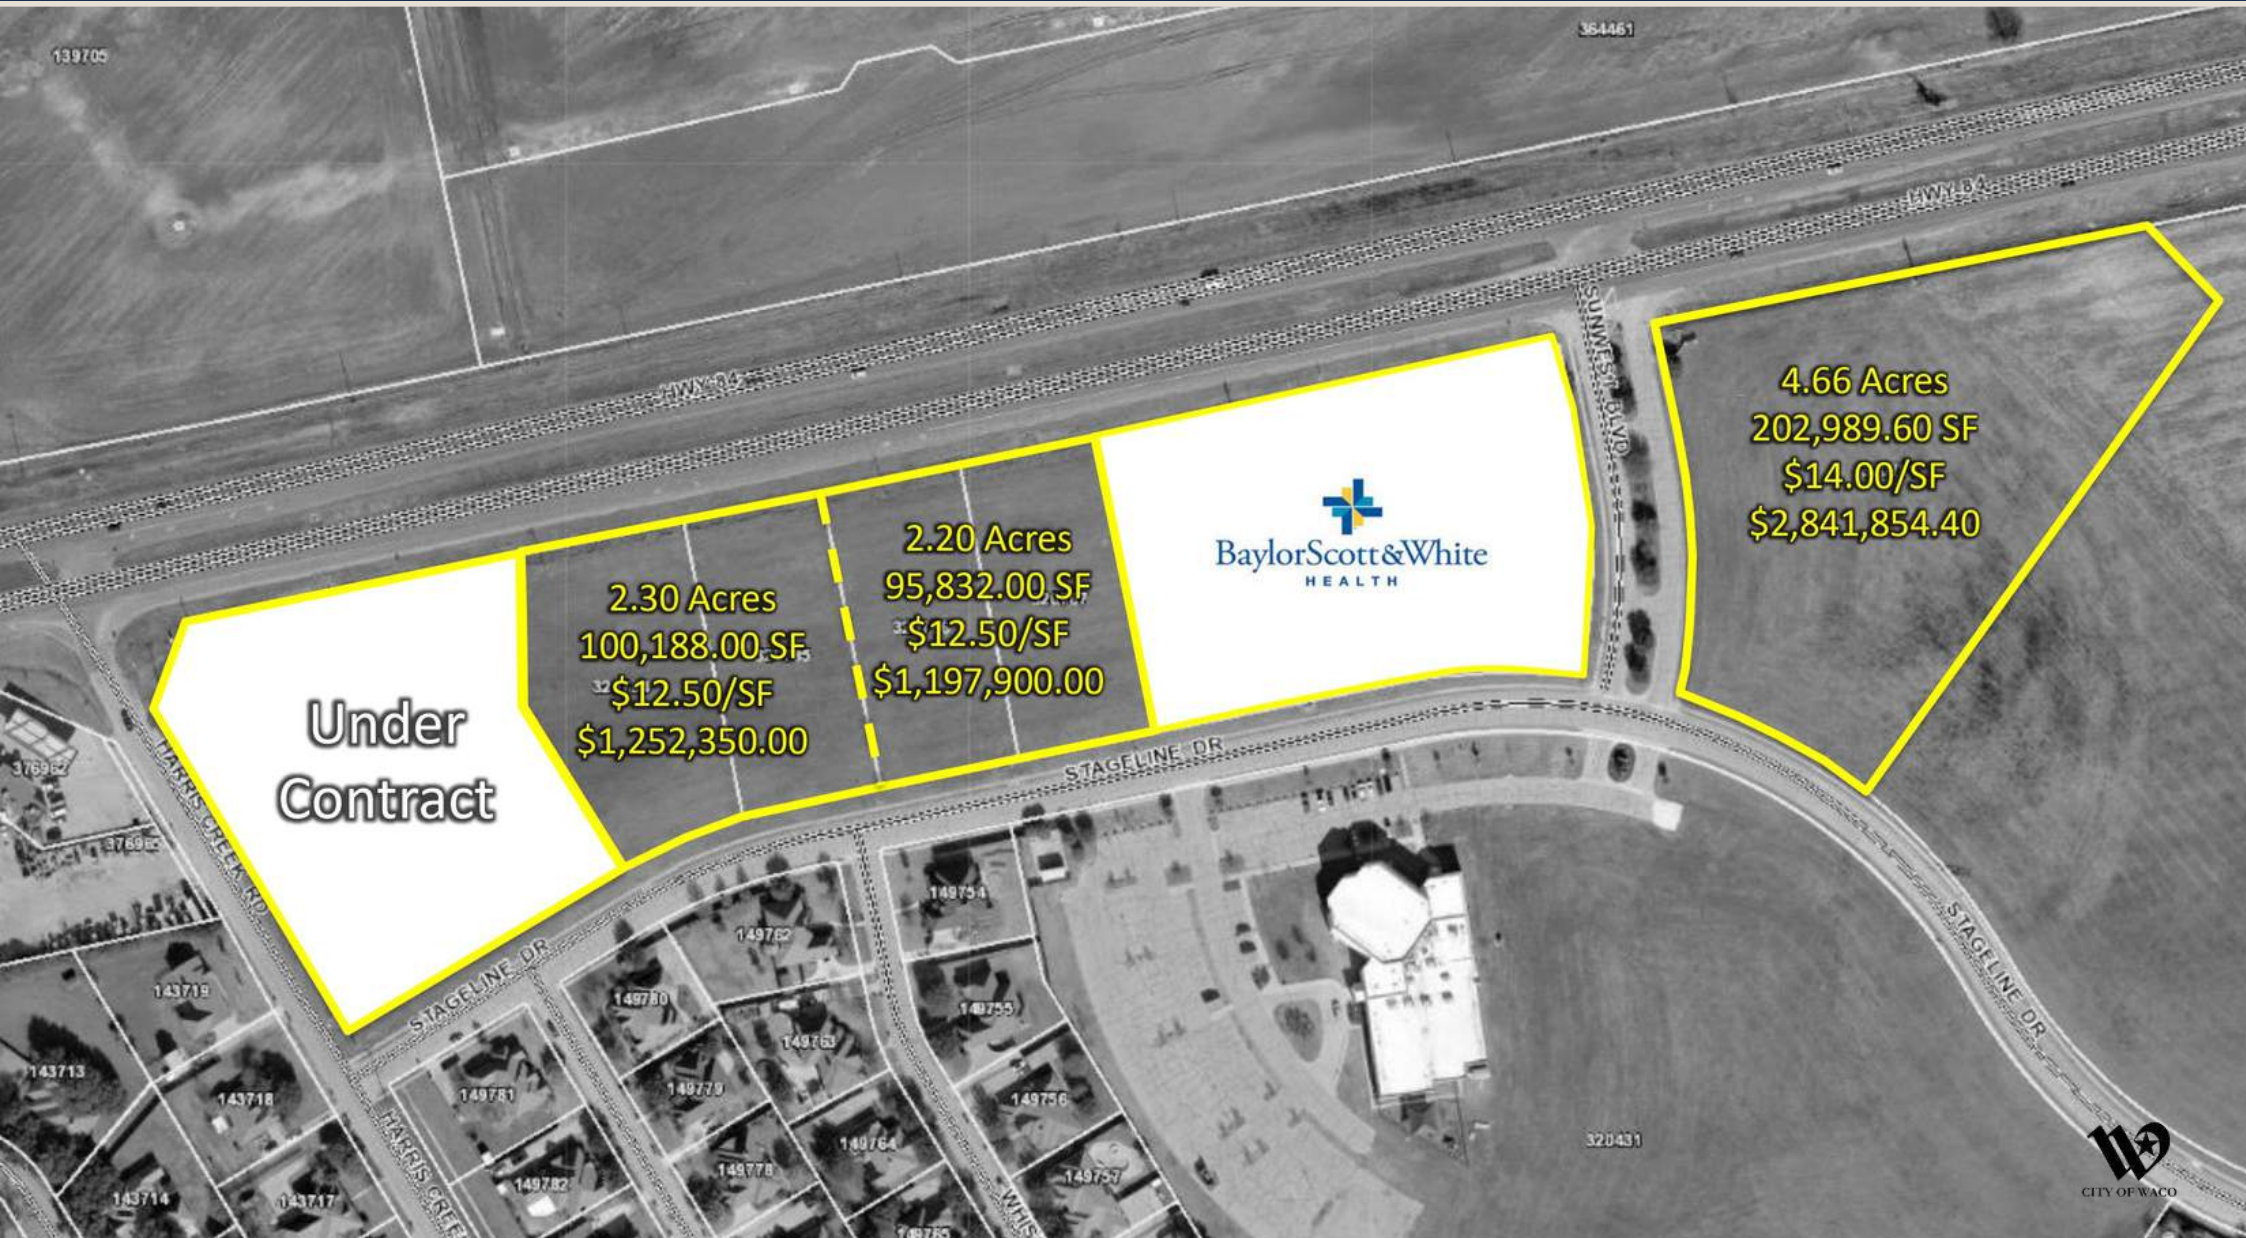 139705
364461
HWY 84
HWY 84
SUNWEST BLVD
4.66 Acres
202,989.60 SF
$14.00/SF
$2,841,854.40
2.20 Acres
95,832.00 SF
$12.50/SF
$1,197,900.00
BaylorScott&White
HEALTH
2.30 Acres
100,188.00 SF
$12.50/SF
$1,252,350.00
Under
Contract
STAGELINE DR
376962
HARRIS CREEK RD
149754
149762
STAGELINE DR
STAGELINE DR
143719
149780
149755
149763
143713
143718
149781
149779
149756
149764
320431
143714
143717
149782
149778
149757
HARRIS CREE
WHIS
149765
CITY OF WACO